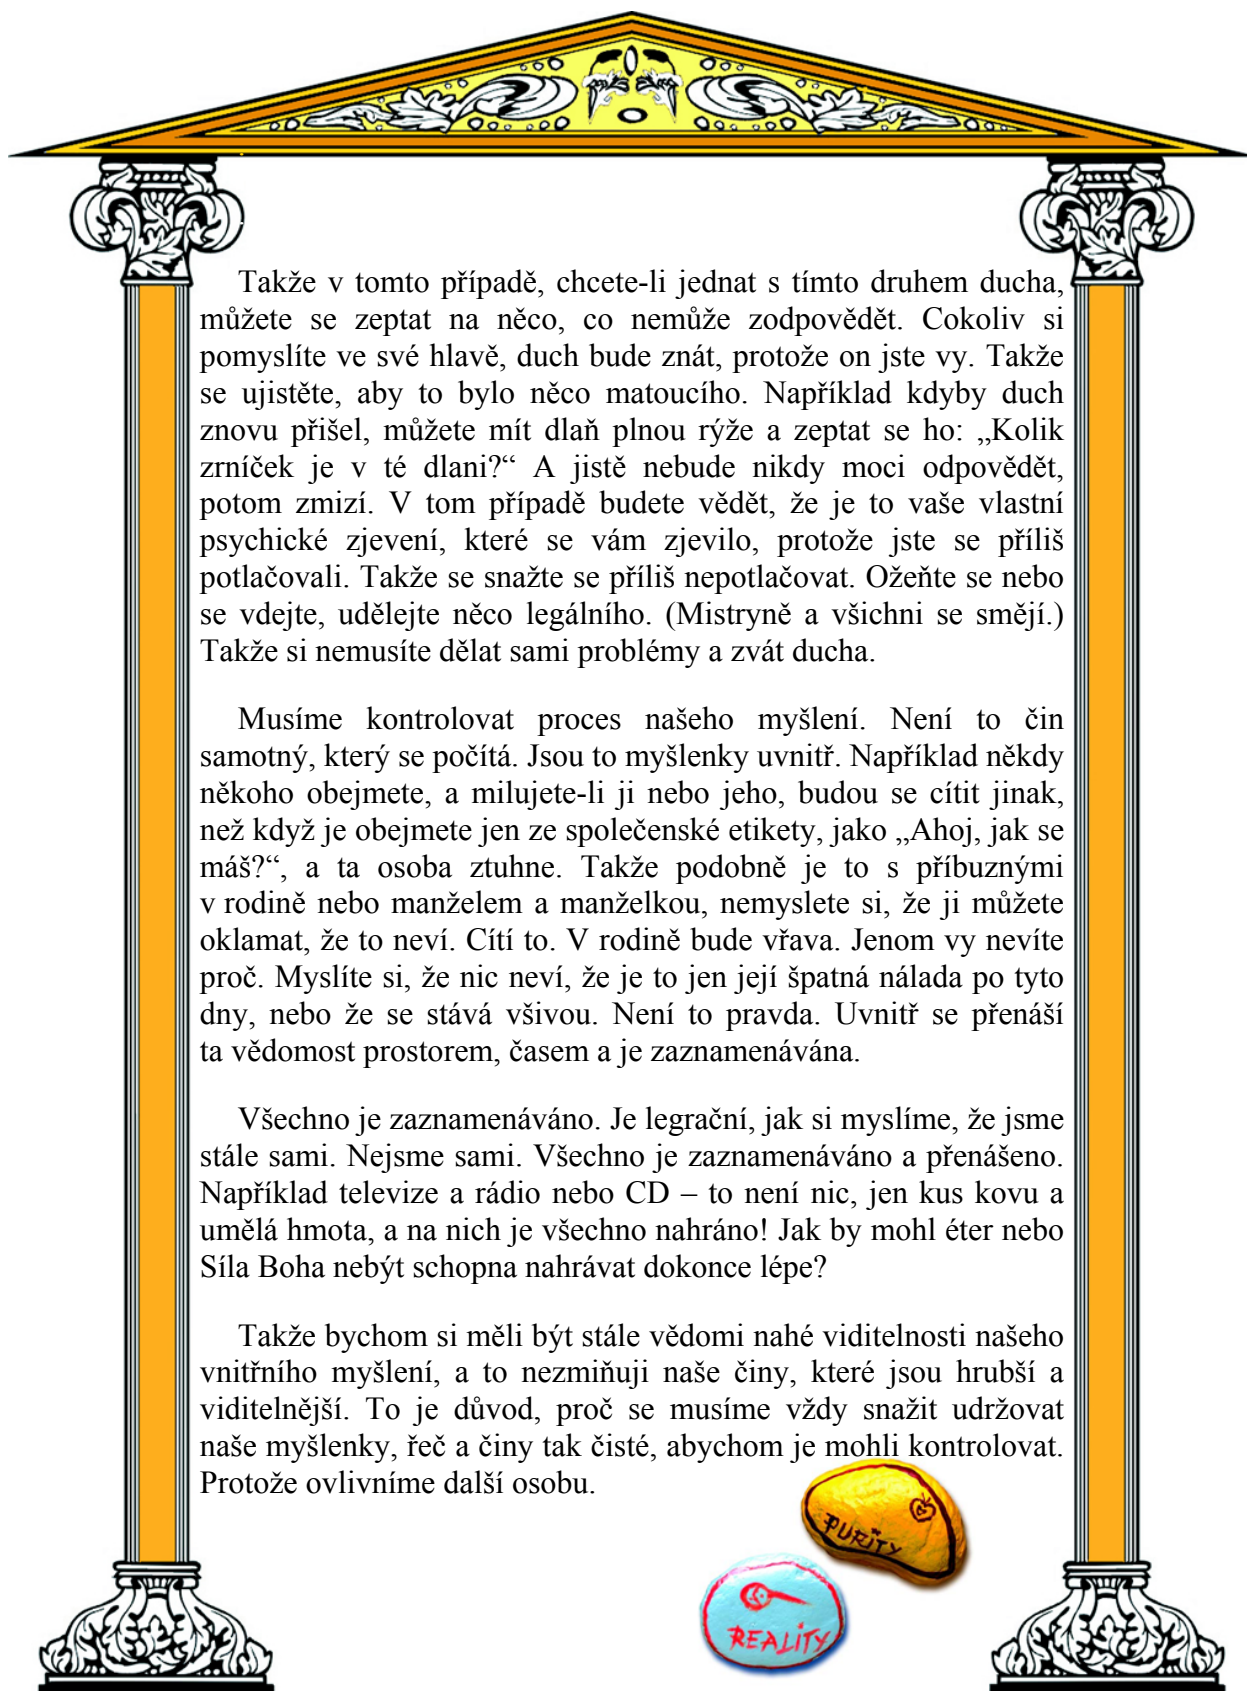 Takže v tomto případě, chcete-li jednat s tímto druhem ducha,
můžete se zeptat na něco, co nemůže zodpovědět. Cokoliv si
pomyslíte ve své hlavě, duch bude znát, protože on jste vy. Takže
se ujistěte, aby to bylo něco matoucího. Například kdyby duch
znovu přišel, můžete mít dlaň plnou rýže a zeptat se ho: „Kolik
zrníček je v té dlani?“ A jistě nebude nikdy moci odpovědět,
potom zmizí. V tom případě budete vědět, že je to vaše vlastní
psychické zjevení, které se vám zjevilo, protože jste se příliš
potlačovali. Takže se snažte se příliš nepotlačovat. Ožeňte se nebo
se vdejte, udělejte něco legálního. (Mistryně a všichni se smějí.)
Takže si nemusíte dělat sami problémy a zvát ducha.
Musíme kontrolovat proces našeho myšlení. Není to čin
samotný, který se počítá. Jsou to myšlenky uvnitř. Například někdy
někoho obejmete, a milujete-li ji nebo jeho, budou se cítit jinak,
než když je obejmete jen ze společenské etikety, jako „Ahoj, jak se
máš?“, a ta osoba ztuhne. Takže podobně je to s příbuznými
v rodině nebo manželem a manželkou, nemyslete si, že ji můžete
oklamat, že to neví. Cítí to. V rodině bude vřava. Jenom vy nevíte
proč. Myslíte si, že nic neví, že je to jen její špatná nálada po tyto
dny, nebo že se stává všivou. Není to pravda. Uvnitř se přenáší
ta vědomost prostorem, časem a je zaznamenávána.
Všechno je zaznamenáváno. Je legrační, jak si myslíme, že jsme
stále sami. Nejsme sami. Všechno je zaznamenáváno a přenášeno.
Například televize a rádio nebo CD – to není nic, jen kus kovu a
umělá hmota, a na nich je všechno nahráno! Jak by mohl éter nebo
Síla Boha nebýt schopna nahrávat dokonce lépe?
Takže bychom si měli být stále vědomi nahé viditelnosti našeho
vnitřního myšlení, a to nezmiňuji naše činy, které jsou hrubší a
viditelnější. To je důvod, proč se musíme vždy snažit udržovat
naše myšlenky, řeč a činy tak čisté, abychom je mohli kontrolovat.
Protože ovlivníme další osobu.
PURITY
REALITY